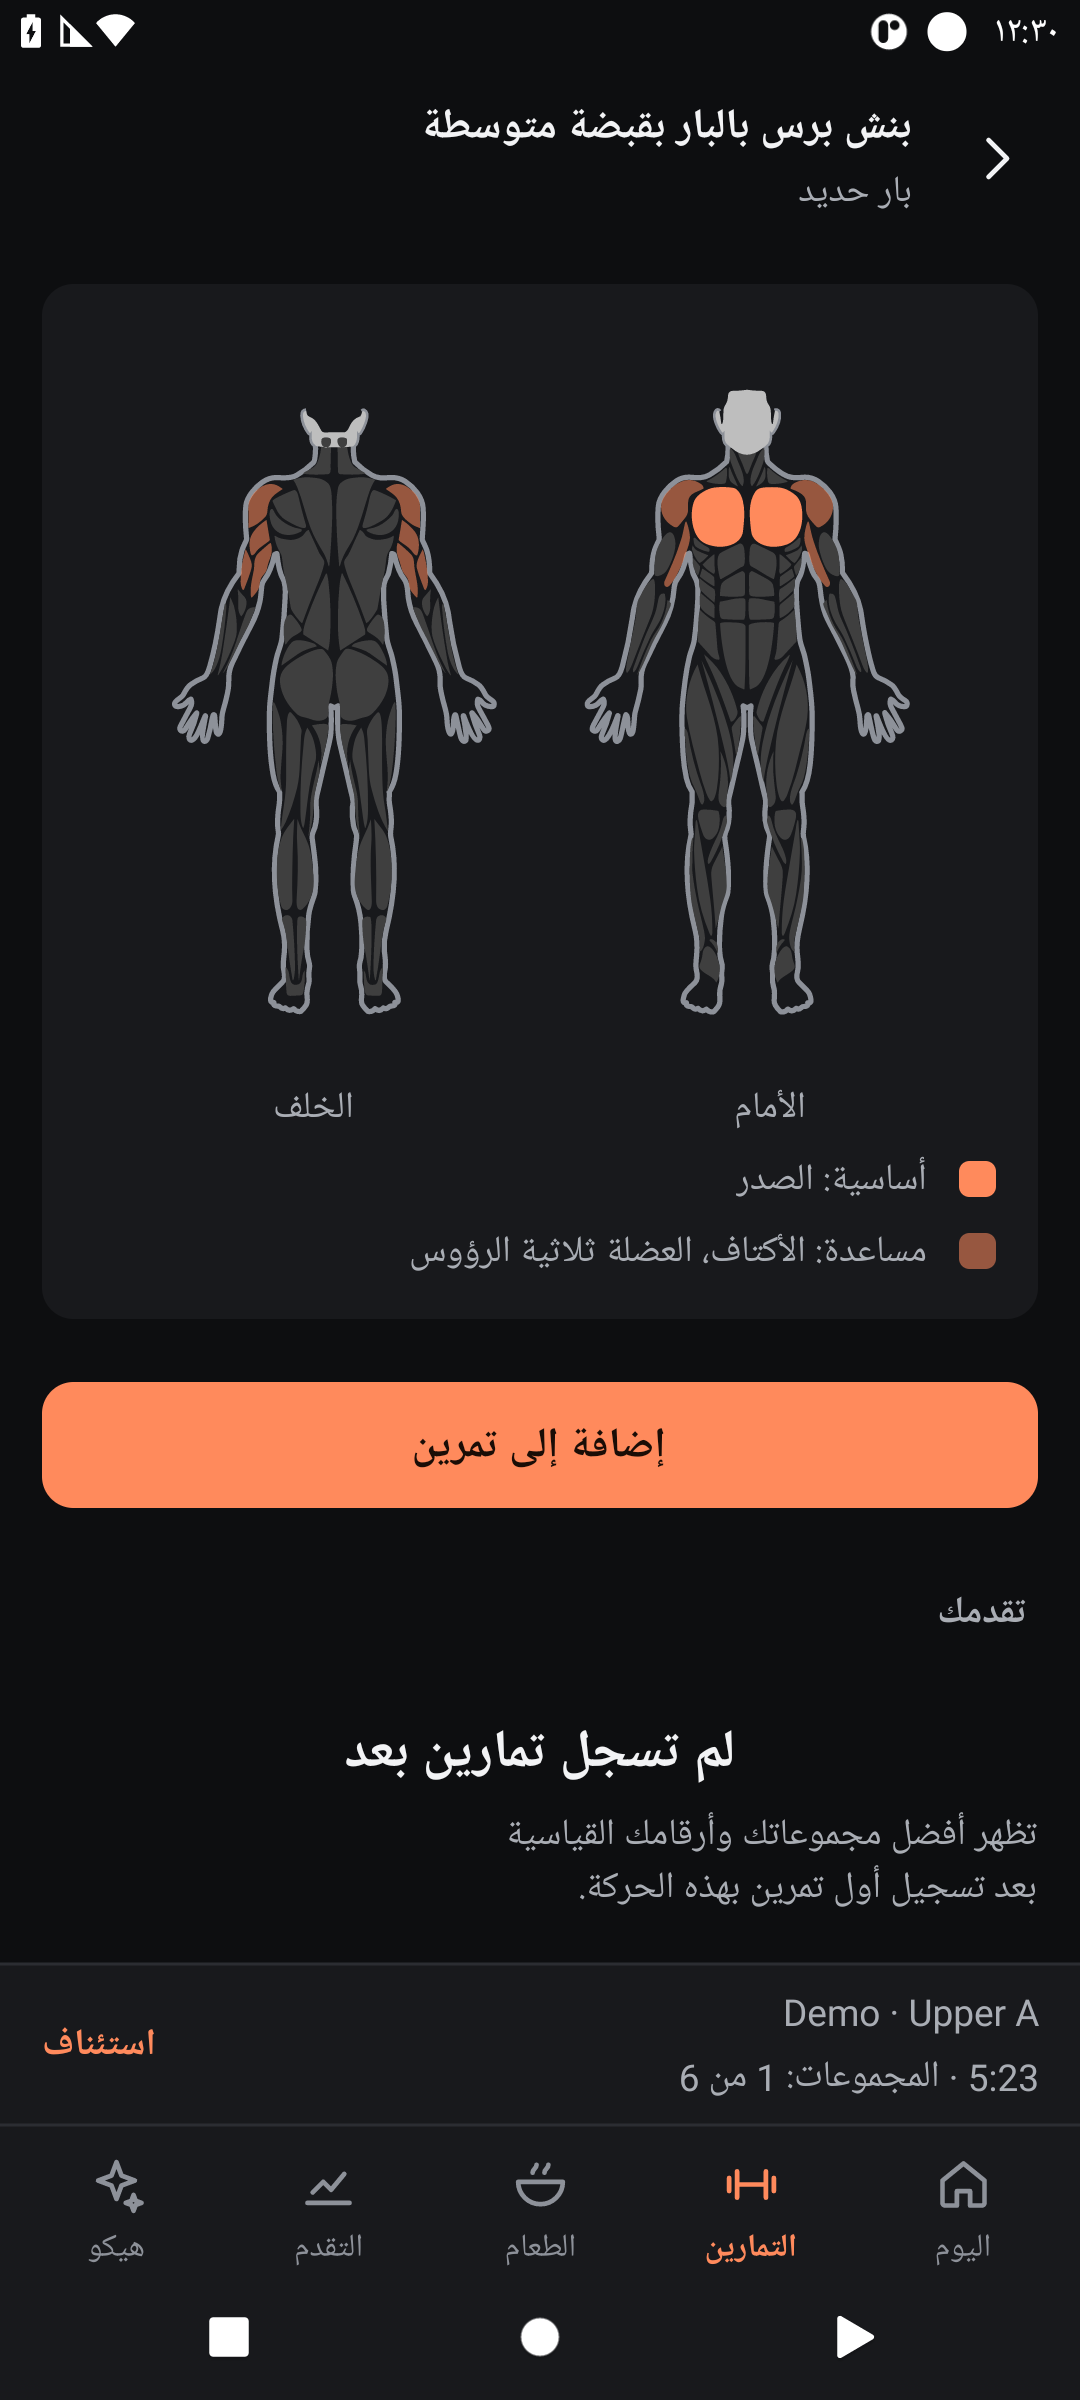 ١٢:٣٠
بنش برس بالبار بقبضة متوسطة
بار حديد
الأمام
الخلف
أساسية: الصدر
مساعدة: الأكتاف، العضلة ثلاثية الرؤوس
إضافة إلى تمرين
تقدمك
لم تسجل تمارين بعد
تظهر أفضل مجموعاتك وأرقامك القياسية
بعد تسجيل أول تمرين بهذه الحركة.
Demo · Upper A
5:23 · المجموعات: 1 من 6
استئناف
اليوم
التمارين
الطعام
التقدم
هيكو